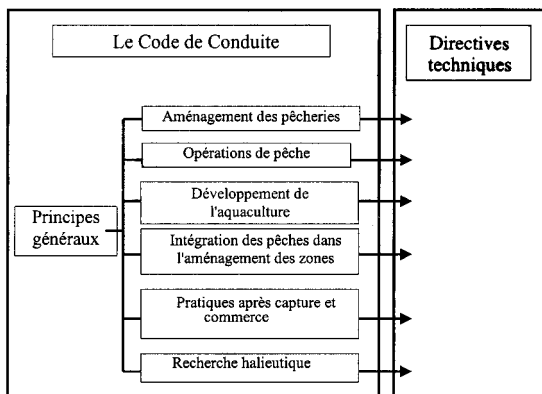 Le Code de Conduite
Directives
techniques
Aménagement des pêcheries
Opérations de pêche
Développement de
l'aquaculture
Principes
généraux
Intégration des pêches dans
l'aménagement des zones
Pratiques après capture et
commerce
Recherche halieutique